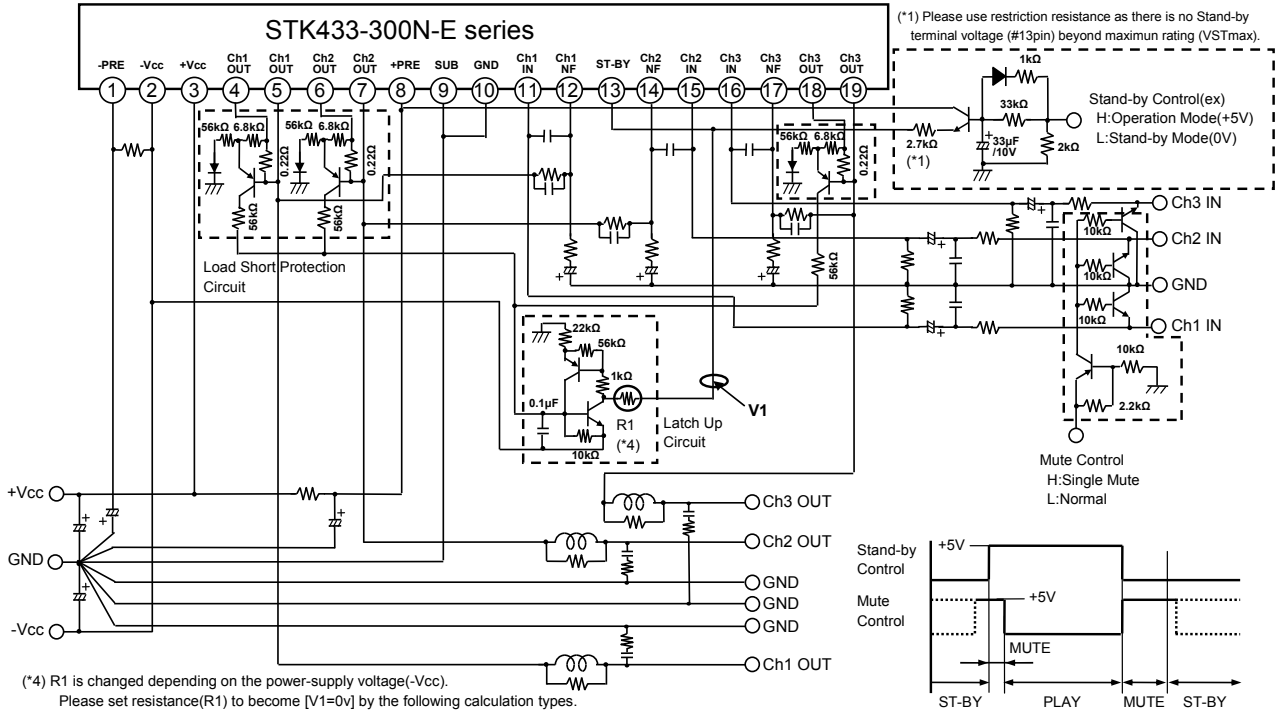 STK433-300N-E series
(*1) Please use restriction resistance as there is no Stand-by
terminal voltage (#13pin) beyond maximun rating (VSTmax).
-PRE -Vcc +Vcc Ch1 OUT Ch1 OUT Ch2 OUT Ch2 OUT +PRE SUB GND Ch1 IN Ch1 NF ST-BY Ch2 NF Ch2 IN Ch3 IN Ch3 NF Ch3 OUT Ch3 OUT
1 2 3 4 5 6 7 8 9 10 11 12 13 14 15 16 17 18 19
1kΩ
33kΩ
33µF
/10V
2kΩ
2.7kΩ
(*1)
Stand-by Control(ex)
H:Operation Mode(+5V)
L:Stand-by Mode(0V)
56kΩ 6.8kΩ
0.22Ω
56kΩ
56kΩ 6.8kΩ
0.22Ω
56kΩ
Load Short Protection
Circuit
56kΩ 6.8kΩ
0.22Ω
56kΩ
Ch3 IN
10kΩ
Ch2 IN
10kΩ
GND
10kΩ
Ch1 IN
10kΩ
2.2kΩ
Mute Control
H:Single Mute
L:Normal
22kΩ
56kΩ
1kΩ
0.1µF
10kΩ
R1
(*4)
Latch Up
Circuit
V1
+Vcc
GND
-Vcc
+ + + + + + + + + + + +
Ch3 OUT
Ch2 OUT
GND
GND
GND
Ch1 OUT
Stand-by
Control
+5V
Mute
Control
+5V
MUTE
ST-BY PLAY MUTE ST-BY
(*4) R1 is changed depending on the power-supply voltage(-Vcc).
Please set resistance(R1) to become [V1=0v] by the following calculation types.